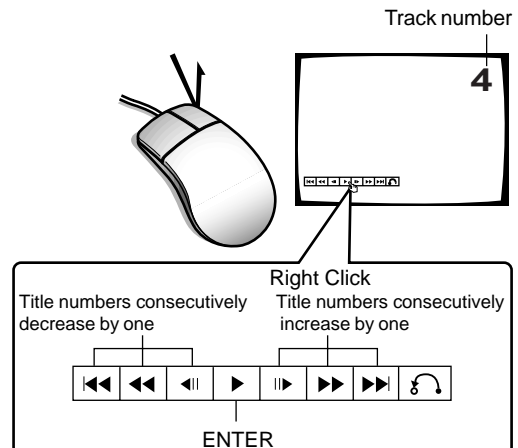 Track number
4
Right Click
Title numbers consecutively
decrease by one
Title numbers consecutively
increase by one
ENTER